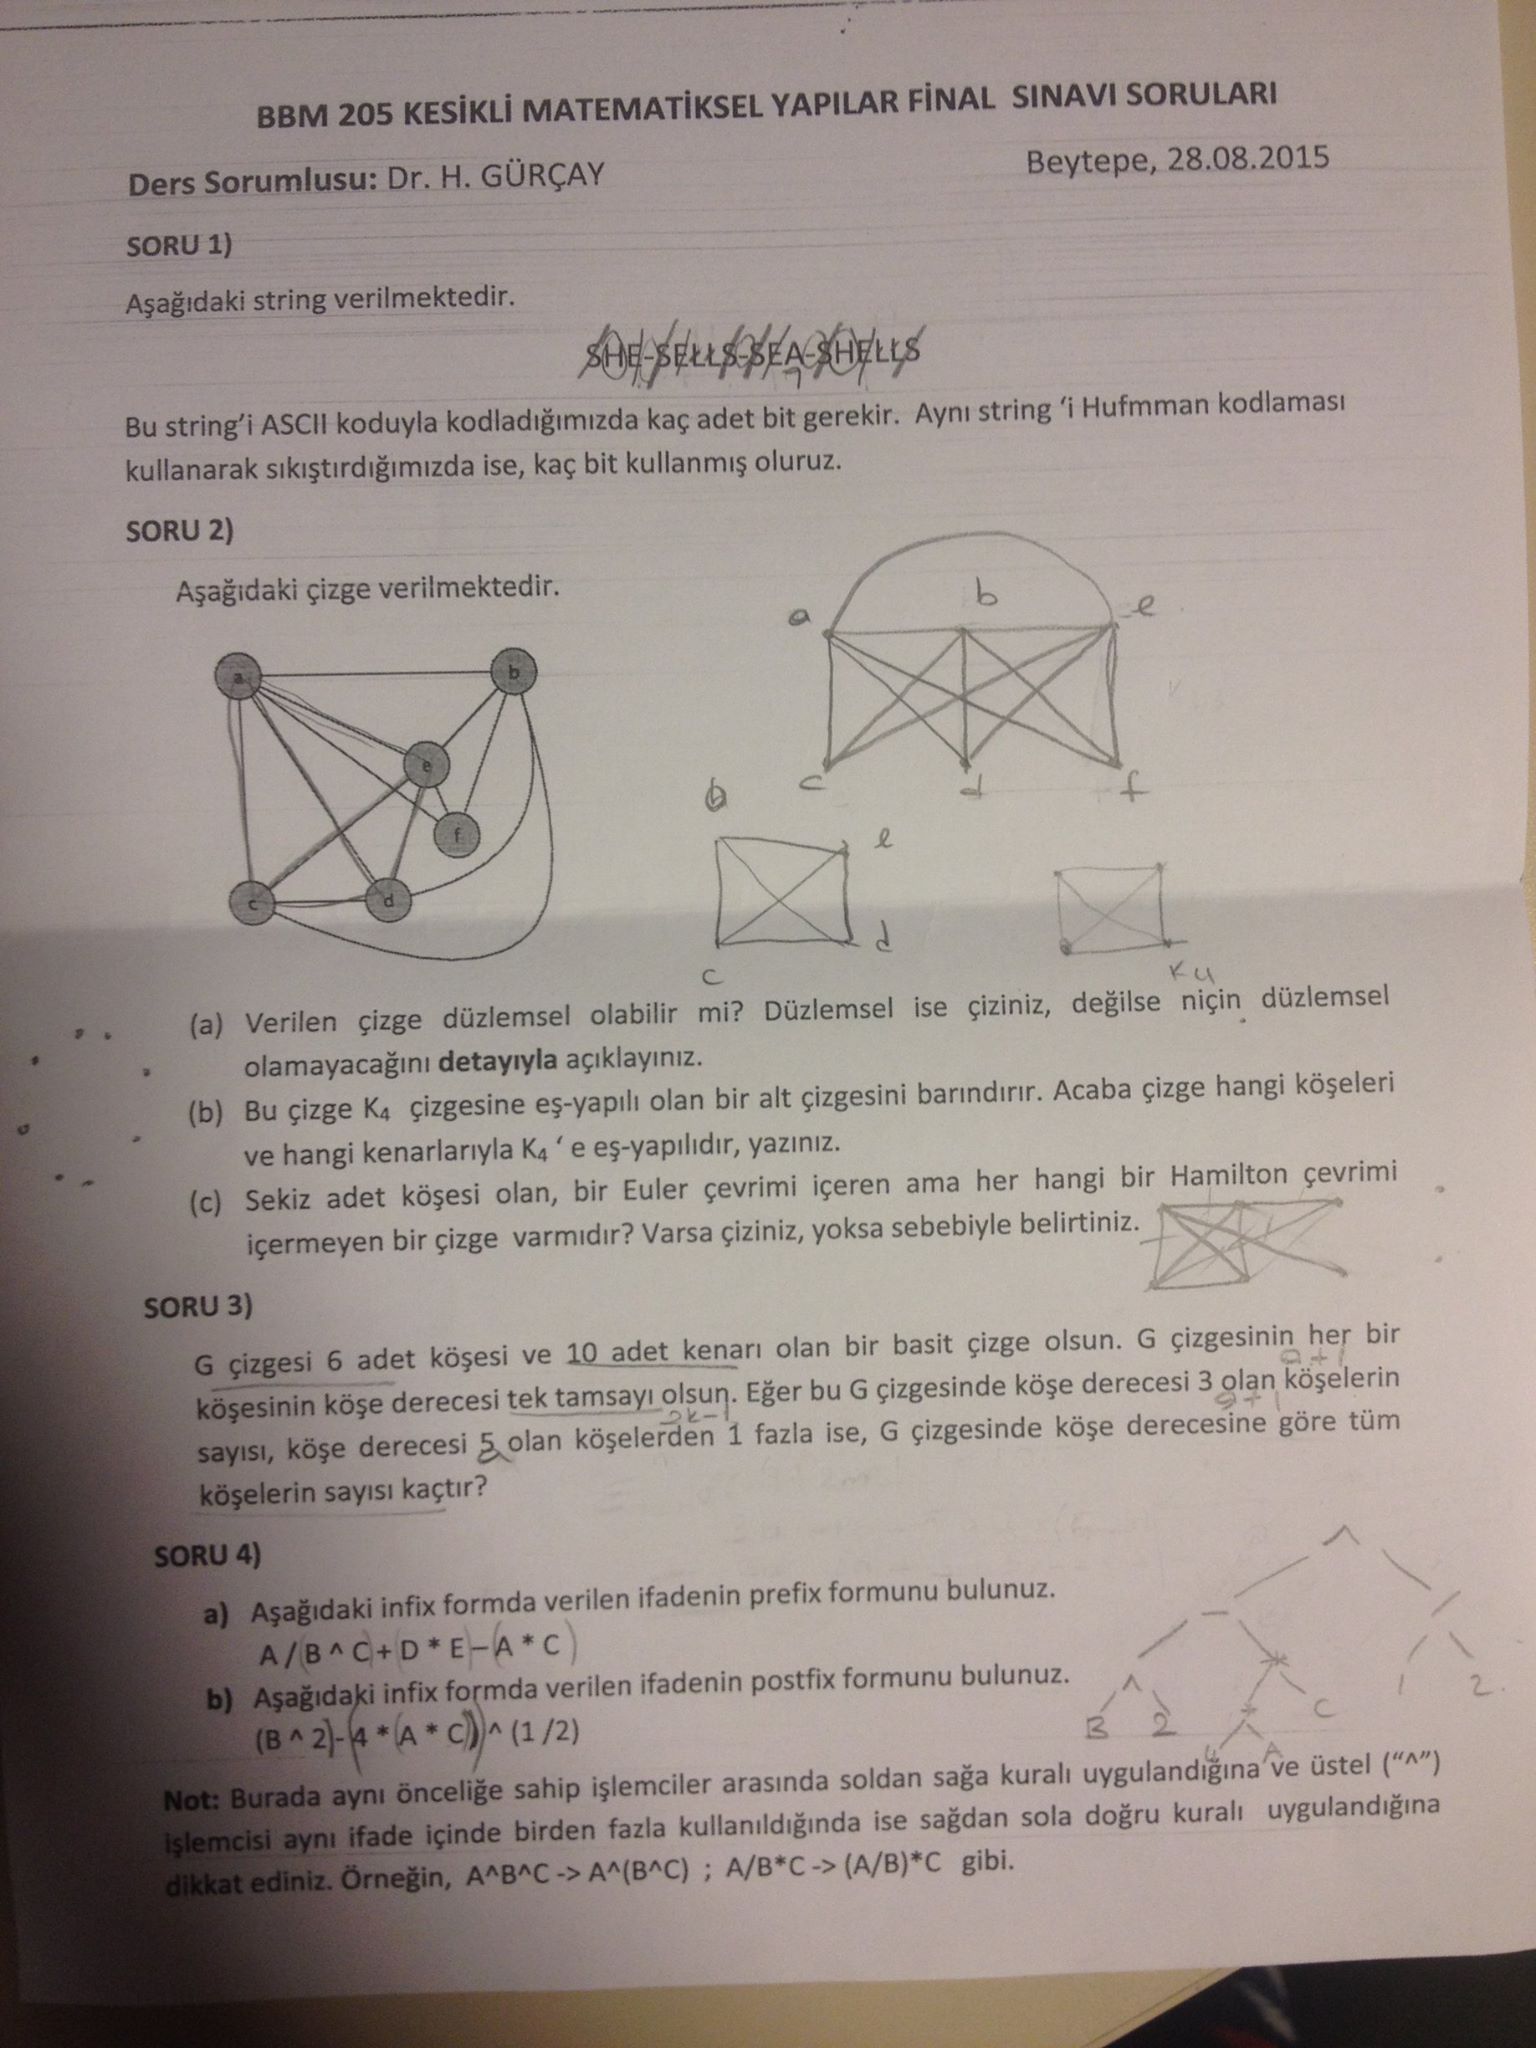 BBM 205 KESİKLİ MATEMATİKSEL YAPILAR FİNAL SINAVI SORULARI
Ders Sorumlusu: Dr. H. GÜRÇAY
Beytepe, 28.08.2015
SORU 1)
Aşağıdaki string verilmektedir.
SHE-SELLS-SEA-SHELLS
Bu string'i ASCII koduyla kodladığımızda kaç adet bit gerekir. Aynı string 'i Hufmman kodlaması
kullanarak sıkıştırdığımızda ise, kaç bit kullanmış oluruz.
SORU 2)
Aşağıdaki çizge verilmektedir.
a b e
c d f
a b
e
f
c d
b e
c d
K4
(a) Verilen çizge düzlemsel olabilir mi? Düzlemsel ise çiziniz, değilse niçin düzlemsel
olamayacağını detayıyla açıklayınız.
(b) Bu çizge K4 çizgesine eş-yapılı olan bir alt çizgesini barındırır. Acaba çizge hangi köşeleri
ve hangi kenarlarıyla K4 ' e eş-yapılıdır, yazınız.
(c) Sekiz adet köşesi olan, bir Euler çevrimi içeren ama her hangi bir Hamilton çevrimi
içermeyen bir çizge varmıdır? Varsa çiziniz, yoksa sebebiyle belirtiniz.
SORU 3)
G çizgesi 6 adet köşesi ve 10 adet kenarı olan bir basit çizge olsun. G çizgesinin her bir
a+1
köşesinin köşe derecesi tek tamsayı olsun. Eğer bu G çizgesinde köşe derecesi 3 olan köşelerin
2k-1 a+1
sayısı, köşe derecesi 5 olan köşelerden 1 fazla ise, G çizgesinde köşe derecesine göre tüm
a
köşelerin sayısı kaçtır?
SORU 4)
a) Aşağıdaki infix formda verilen ifadenin prefix formunu bulunuz.
A / (B ^ C) + (D * E) – (A * C)
b) Aşağıdaki infix formda verilen ifadenin postfix formunu bulunuz.
(B ^ 2)-(4 * (A * C)) ^ (1 /2)
^
- /
^ * 1 2
B 2 * C
4 A
Not: Burada aynı önceliğe sahip işlemciler arasında soldan sağa kuralı uygulandığına ve üstel ("^")
işlemcisi aynı ifade içinde birden fazla kullanıldığında ise sağdan sola doğru kuralı uygulandığına
dikkat ediniz. Örneğin, A^B^C -> A^(B^C) ; A/B*C -> (A/B)*C gibi.